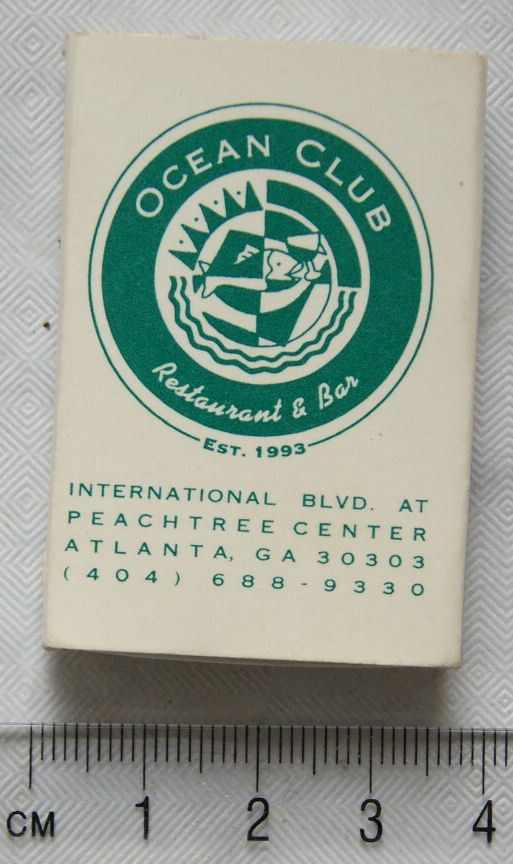 OCEAN CLUB
Restaurant & Bar
EST. 1993
INTERNATIONAL BLVD. AT
PEACHTREE CENTER
ATLANTA, GA 30303
(404) 688-9330
CM 1 2 3 4